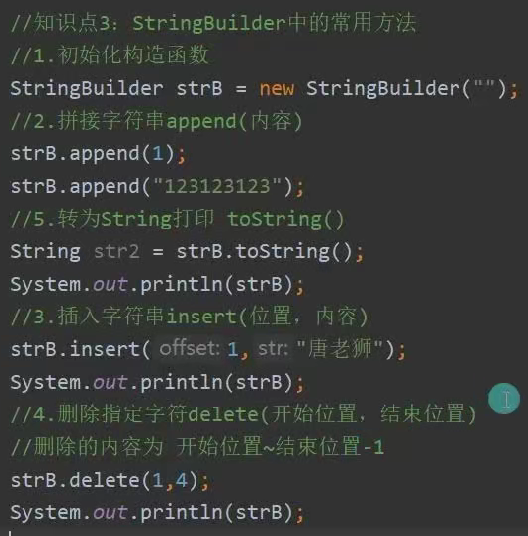 //知识点3：StringBuilder中的常用方法
//1.初始化构造函数
StringBuilder strB = new StringBuilder("");
//2.拼接字符串append(内容)
strB.append(1);
strB.append("123123123");
//5.转为String打印 toString()
String str2 = strB.toString();
System.out.println(strB);
//3.插入字符串insert(位置，内容)
strB.insert( offset: 1, str: "唐老狮");
System.out.println(strB);
//4.删除指定字符delete(开始位置，结束位置)
//删除的内容为 开始位置~结束位置-1
strB.delete(1,4);
System.out.println(strB);